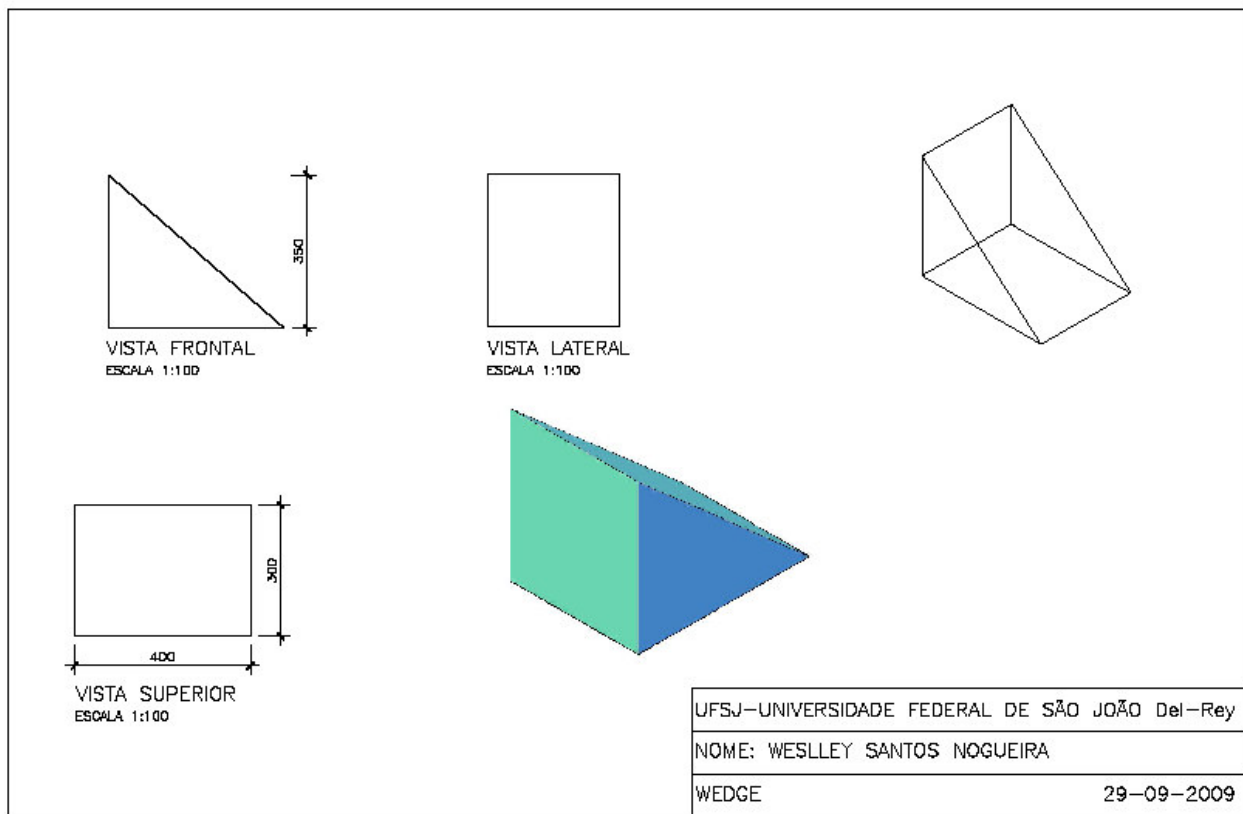 350
VISTA FRONTAL
ESCALA 1:100
VISTA LATERAL
ESCALA 1:100
300
400
VISTA SUPERIOR
ESCALA 1:100
UFSJ-UNIVERSIDADE FEDERAL DE SÃO JOÃO Del-Rey
NOME: WESLLEY SANTOS NOGUEIRA
WEDGE 29-09-2009